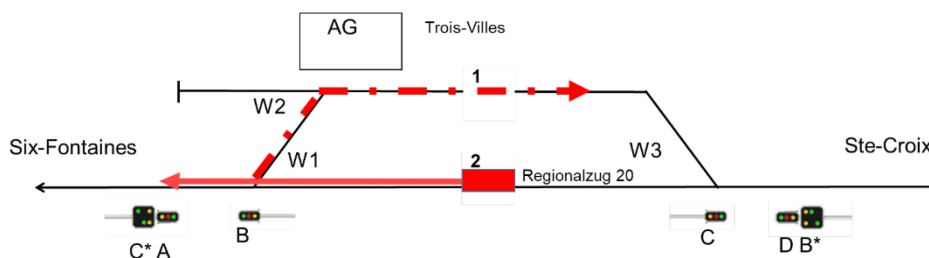 AG
Trois-Villes
1
W2
Six-Fontaines
W1
W3
Ste-Croix
2
Regionalzug 20
C* A
B
C
D B*